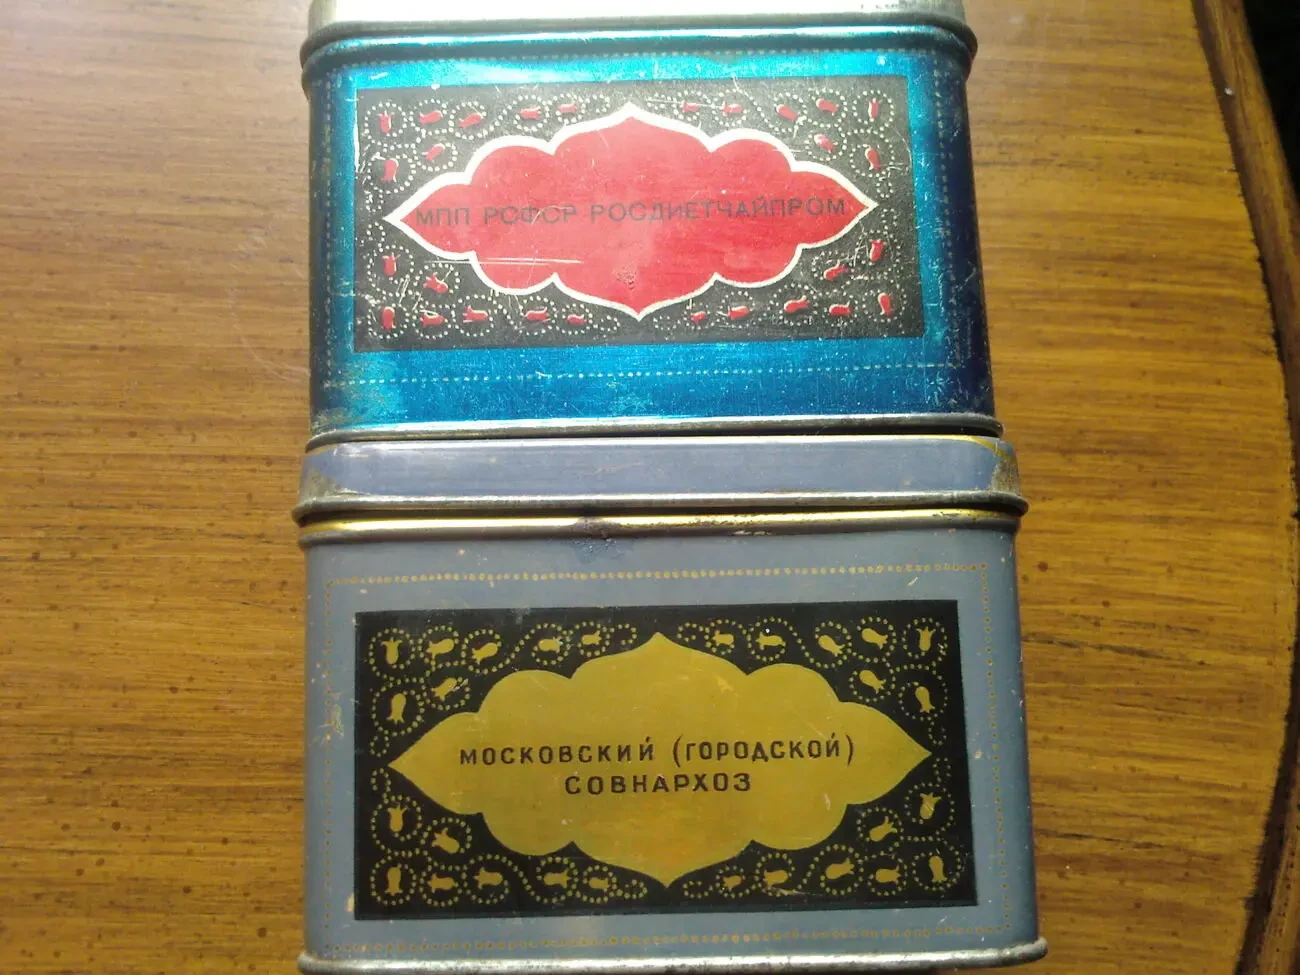 МПП РСФСР РОСДИЕТЧАЙПРОМ
МОСКОВСКИЙ (ГОРОДСКОЙ)
СОВНАРХОЗ